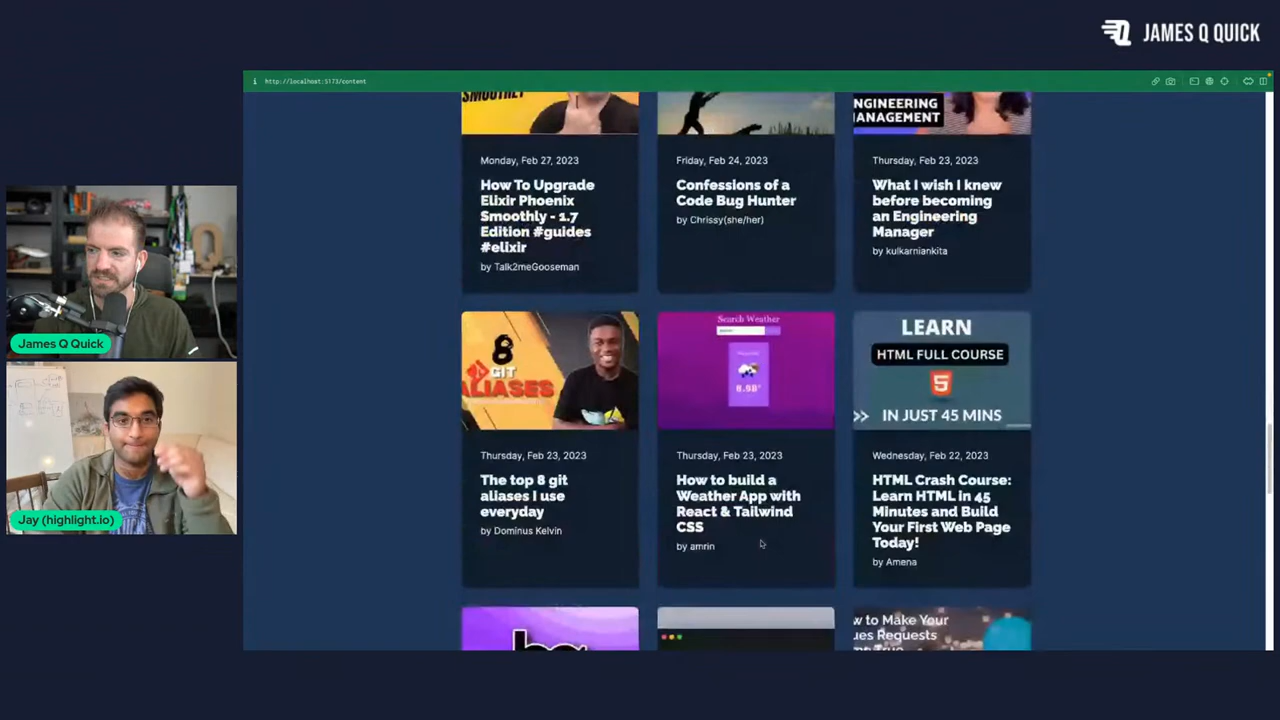 JAMES Q QUICK
http://localhost:5173/content
SMOOTHLY
NGINEERING
ANAGEMENT
Monday, Feb 27, 2023
How To Upgrade
Elixir Phoenix
Smoothly - 1.7
Edition #guides
#elixir
by Talk2meGooseman
Friday, Feb 24, 2023
Confessions of a
Code Bug Hunter
by Chrissy(she/her)
Thursday, Feb 23, 2023
What I wish I knew
before becoming
an Engineering
Manager
by kulkarniankita
James Q Quick
Jay (highlight.io)
8
GIT
ALIASES
Thursday, Feb 23, 2023
The top 8 git
aliases I use
everyday
by Dominus Kelvin
Search Weather
Thursday, Feb 23, 2023
How to build a
Weather App with
React & Tailwind
CSS
by amrin
LEARN
HTML FULL COURSE
5
>> IN JUST 45 MINS
Wednesday, Feb 22, 2023
HTML Crash Course:
Learn HTML in 45
Minutes and Build
Your First Web Page
Today!
by Amena
w to Make Your
ues Requests